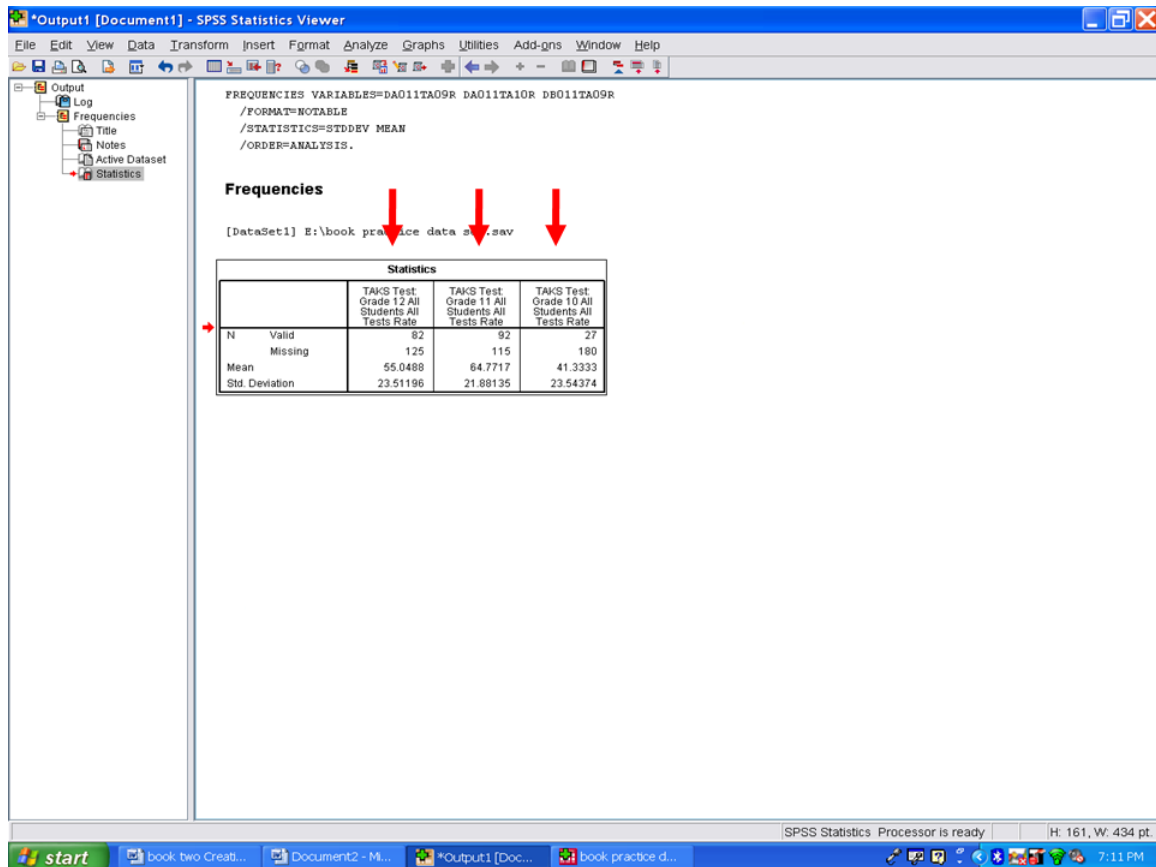 *Output1 [Document1] - SPSS Statistics Viewer
File Edit View Data Transform Insert Format Analyze Graphs Utilities Add-ons Window Help
Output
Log
Frequencies
Title
Notes
Active Dataset
Statistics
FREQUENCIES VARIABLES=DA011TA09R DA011TA10R DB011TA09R
/FORMAT=NOTABLE
/STATISTICS=STDDEV MEAN
/ORDER=ANALYSIS.
Frequencies
[DataSet1] E:\book practice data set.sav
Statistics
TAKS Test: Grade 12 All Students All Tests Rate
TAKS Test: Grade 11 All Students All Tests Rate
TAKS Test: Grade 10 All Students All Tests Rate
N Valid 82 92 27
Missing 125 115 180
Mean 55.0488 64.7717 41.3333
Std. Deviation 23.51196 21.88135 23.54374
SPSS Statistics Processor is ready H: 161, W: 434 pt.
start book two Creati... Document2 - Mi... *Output1 [Doc... book practice d... 7:11 PM